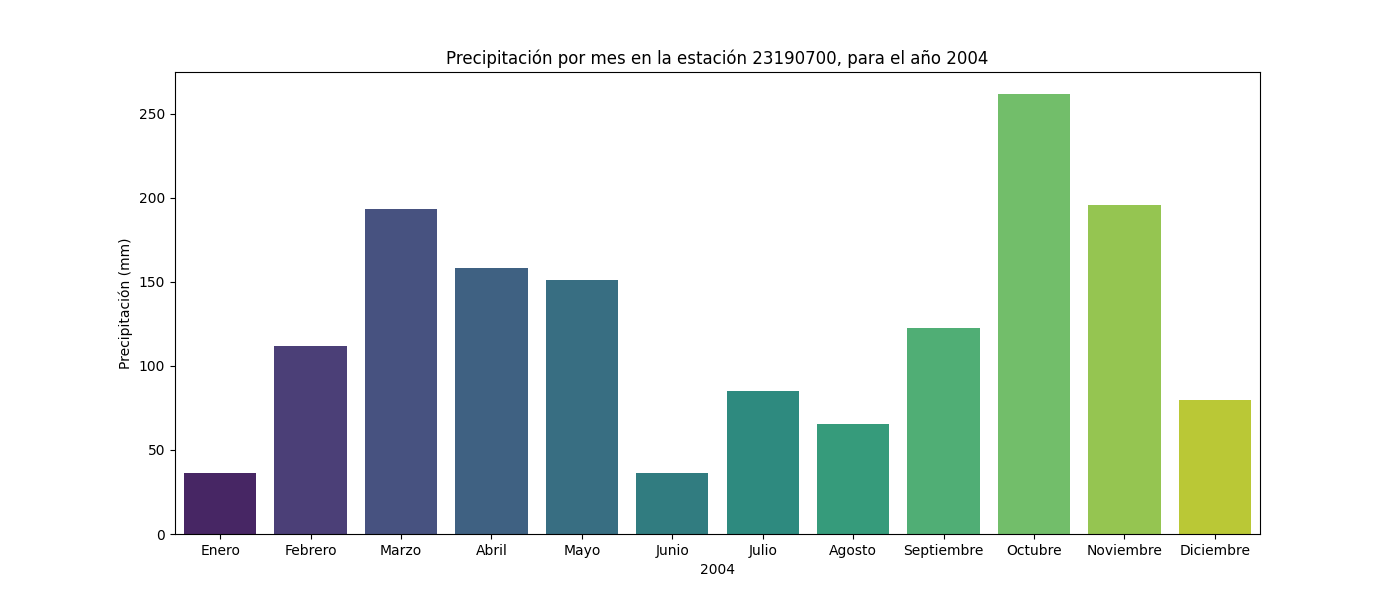 Precipitación por mes en la estación 23190700, para el año 2004
Precipitación (mm)
250
200
150
100
50
0
Enero Febrero Marzo Abril Mayo Junio Julio Agosto Septiembre Octubre Noviembre Diciembre
2004